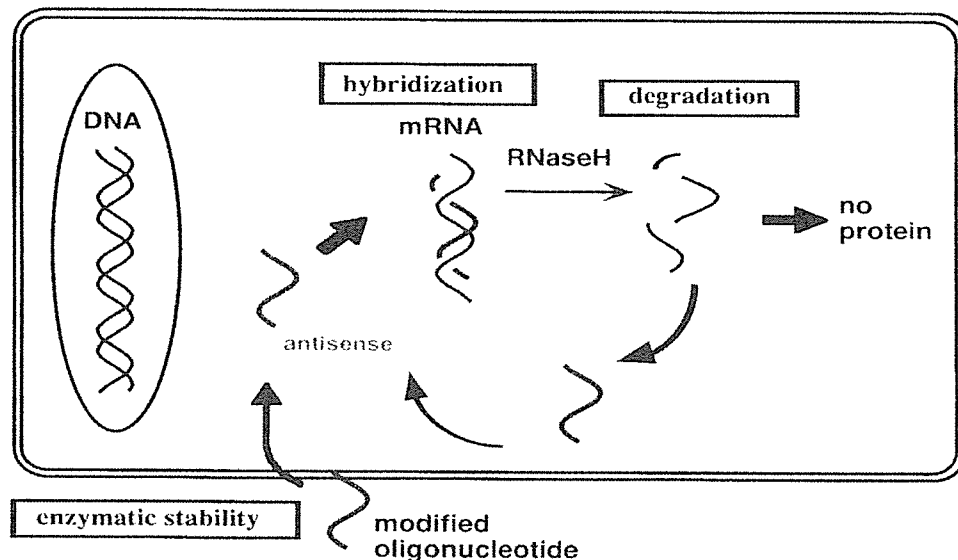 hybridization
degradation
DNA
mRNA
RNaseH
no
protein
antisense
enzymatic stability
modified
oligonucleotide